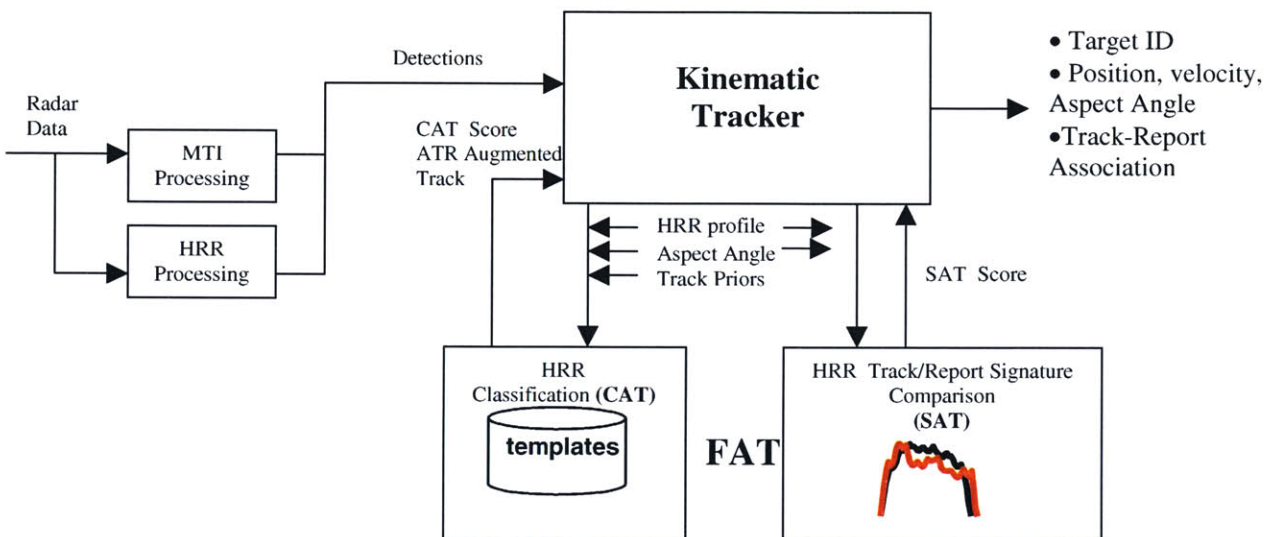 Radar
Data
MTI
Processing
HRR
Processing
Detections
CAT Score
ATR Augmented
Track
Kinematic
Tracker
• Target ID
• Position, velocity,
Aspect Angle
•Track-Report
Association
HRR profile
Aspect Angle
Track Priors
SAT Score
HRR
Classification (CAT)
templates
FAT
HRR Track/Report Signature
Comparison
(SAT)